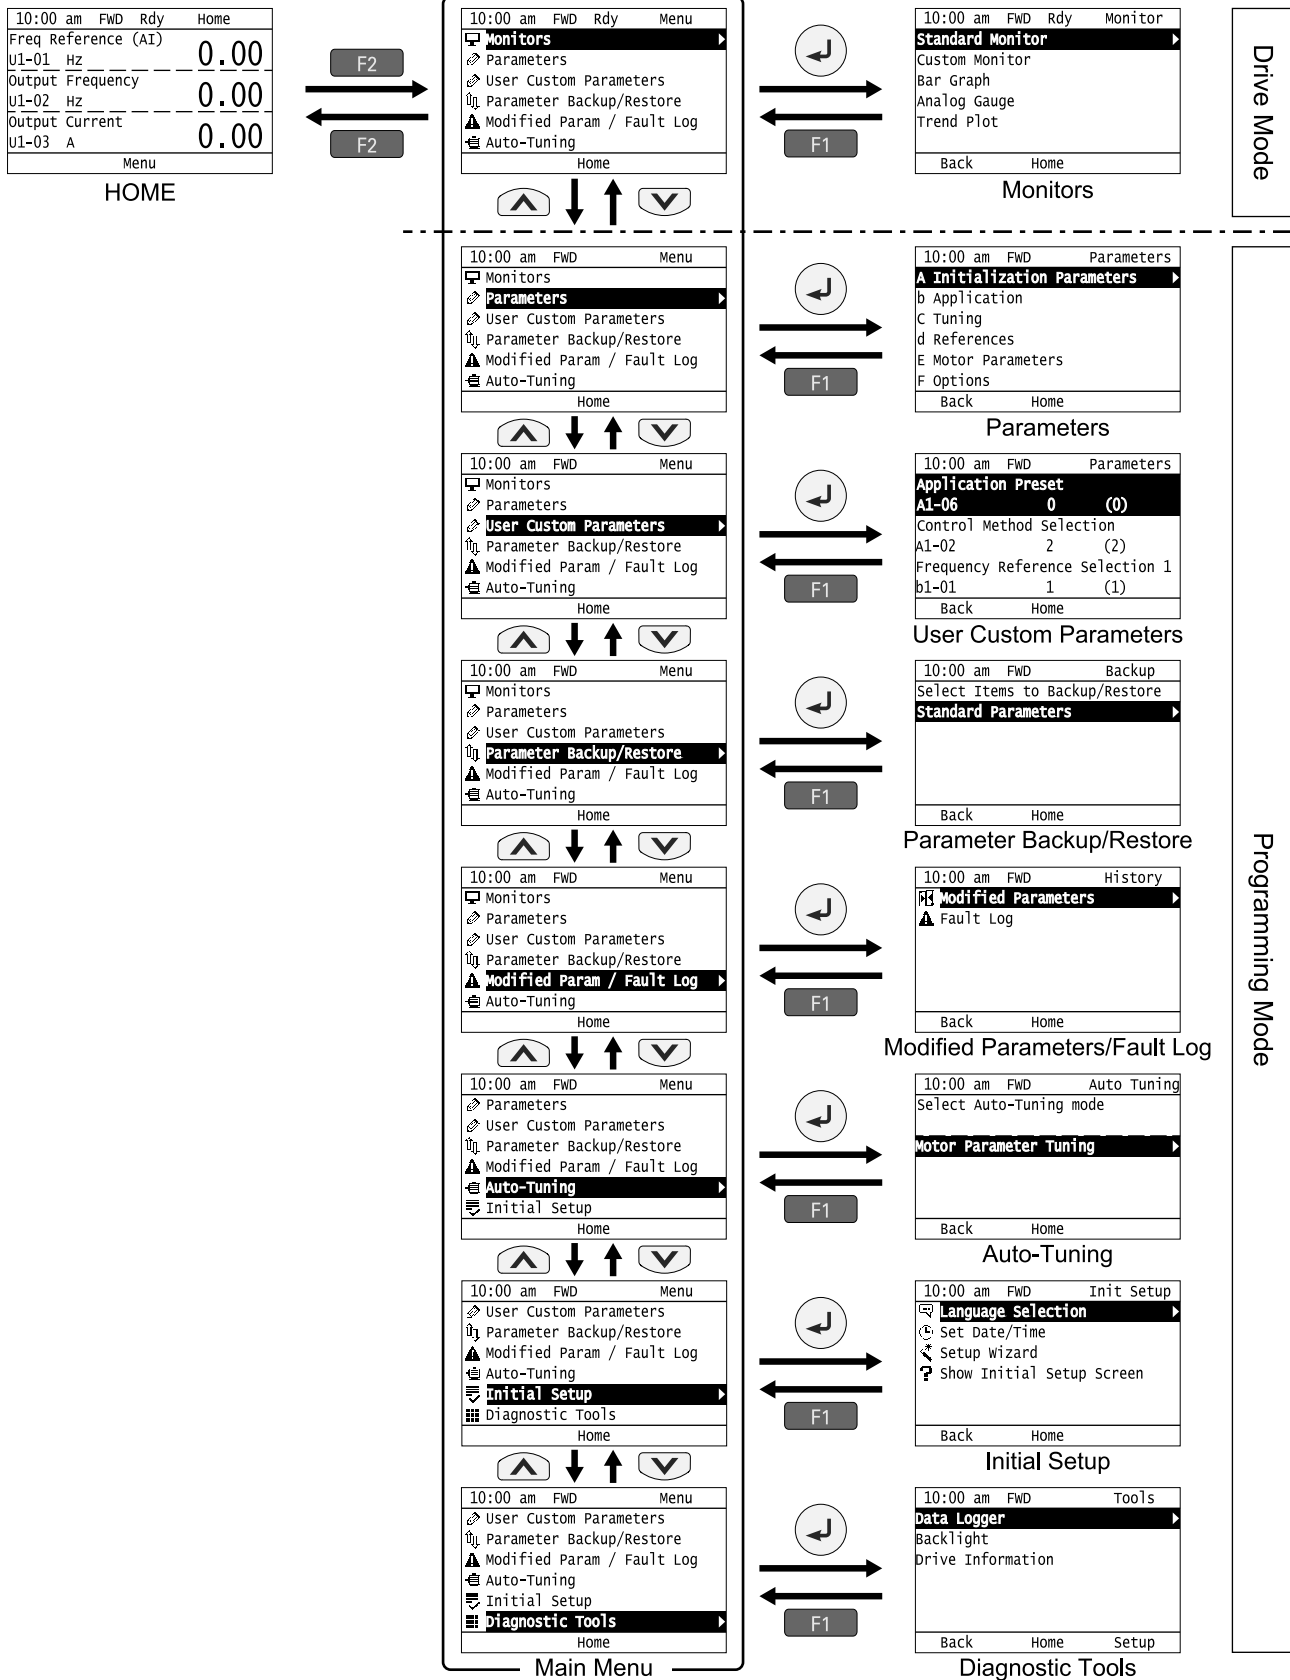 10:00 am FWD Rdy Home
Freq Reference (AI)
U1-01 Hz 0.00
Output Frequency
U1-02 Hz 0.00
Output Current
U1-03 A 0.00
Menu
HOME
F2
F2
10:00 am FWD Rdy Menu
Monitors
Parameters
User Custom Parameters
Parameter Backup/Restore
Modified Param / Fault Log
Auto-Tuning
Home
F1
10:00 am FWD Rdy Monitor
Standard Monitor
Custom Monitor
Bar Graph
Analog Gauge
Trend Plot
Back Home
Monitors
Drive Mode
10:00 am FWD Menu
Monitors
Parameters
User Custom Parameters
Parameter Backup/Restore
Modified Param / Fault Log
Auto-Tuning
Home
F1
10:00 am FWD Parameters
A Initialization Parameters
b Application
C Tuning
d References
E Motor Parameters
F Options
Back Home
Parameters
10:00 am FWD Menu
Monitors
Parameters
User Custom Parameters
Parameter Backup/Restore
Modified Param / Fault Log
Auto-Tuning
Home
F1
10:00 am FWD Parameters
Application Preset
A1-06 0 (0)
Control Method Selection
A1-02 2 (2)
Frequency Reference Selection 1
b1-01 1 (1)
Back Home
User Custom Parameters
10:00 am FWD Menu
Monitors
Parameters
User Custom Parameters
Parameter Backup/Restore
Modified Param / Fault Log
Auto-Tuning
Home
F1
10:00 am FWD Backup
Select Items to Backup/Restore
Standard Parameters
Back Home
Parameter Backup/Restore
10:00 am FWD Menu
Monitors
Parameters
User Custom Parameters
Parameter Backup/Restore
Modified Param / Fault Log
Auto-Tuning
Home
F1
10:00 am FWD History
Modified Parameters
Fault Log
Back Home
Modified Parameters/Fault Log
10:00 am FWD Menu
Parameters
User Custom Parameters
Parameter Backup/Restore
Modified Param / Fault Log
Auto-Tuning
Initial Setup
Home
F1
10:00 am FWD Auto Tuning
Select Auto-Tuning mode
Motor Parameter Tuning
Back Home
Auto-Tuning
10:00 am FWD Menu
User Custom Parameters
Parameter Backup/Restore
Modified Param / Fault Log
Auto-Tuning
Initial Setup
Diagnostic Tools
Home
F1
10:00 am FWD Init Setup
Language Selection
Set Date/Time
Setup Wizard
Show Initial Setup Screen
Back Home
Initial Setup
10:00 am FWD Menu
User Custom Parameters
Parameter Backup/Restore
Modified Param / Fault Log
Auto-Tuning
Initial Setup
Diagnostic Tools
Home
Main Menu
F1
10:00 am FWD Tools
Data Logger
Backlight
Drive Information
Back Home Setup
Diagnostic Tools
Programming Mode